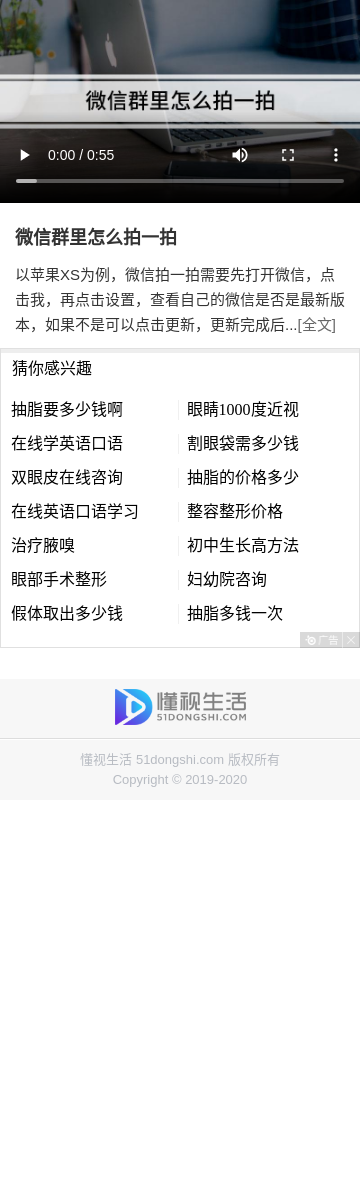 微信群里怎么拍一拍
0:00 / 0:55
微信群里怎么拍一拍
以苹果XS为例，微信拍一拍需要先打开微信，点
击我，再点击设置，查看自己的微信是否是最新版
本，如果不是可以点击更新，更新完成后...[全文]
猜你感兴趣
抽脂要多少钱啊 眼睛1000度近视
在线学英语口语 割眼袋需多少钱
双眼皮在线咨询 抽脂的价格多少
在线英语口语学习 整容整形价格
治疗腋嗅 初中生长高方法
眼部手术整形 妇幼院咨询
假体取出多少钱 抽脂多钱一次
广告
懂视生活
51DONGSHI.COM
懂视生活 51dongshi.com 版权所有
Copyright © 2019-2020